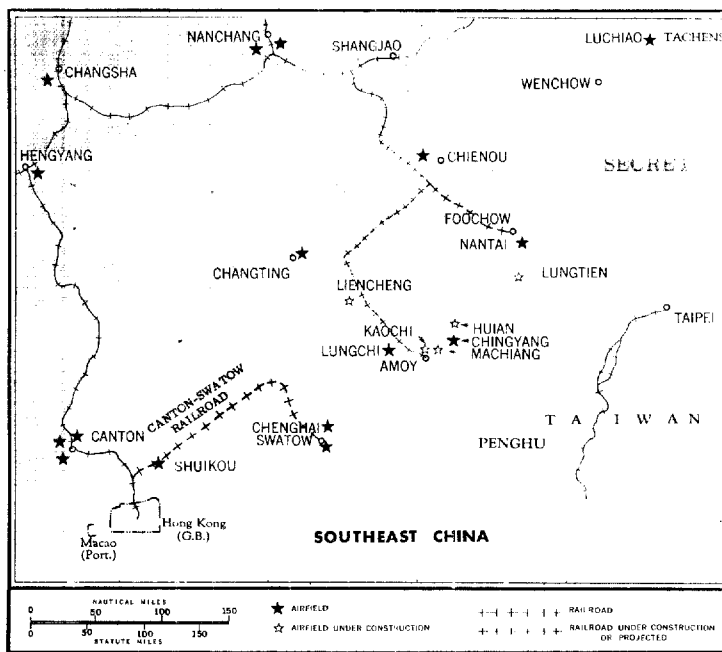 NANCHANG
SHANGJAO
LUCHIAO
TACHENS
CHANGSHA
WENCHOW
HENGYANG
CHIENOU
SECRET
FOOCHOW
NANTAI
CHANGTING
LUNGTIEN
LIENCHENG
KAOCHI
HUIAN
TAIPEI
LUNGCHI
CHINGYANG
AMOY
MACHIANG
CANTON-SWATOW
RAILROAD
TAIWAN
CHENGHAI
CANTON
SWATOW
PENGHU
SHUIKOU
Hong Kong
(G.B.)
Macao
(Port.)
SOUTHEAST CHINA
NAUTICAL MILES
0 50 100 150
0 50 100 150
STATUTE MILES
AIRFIELD
AIRFIELD UNDER CONSTRUCTION
RAILROAD
RAILROAD UNDER CONSTRUCTION
OR PROJECTED